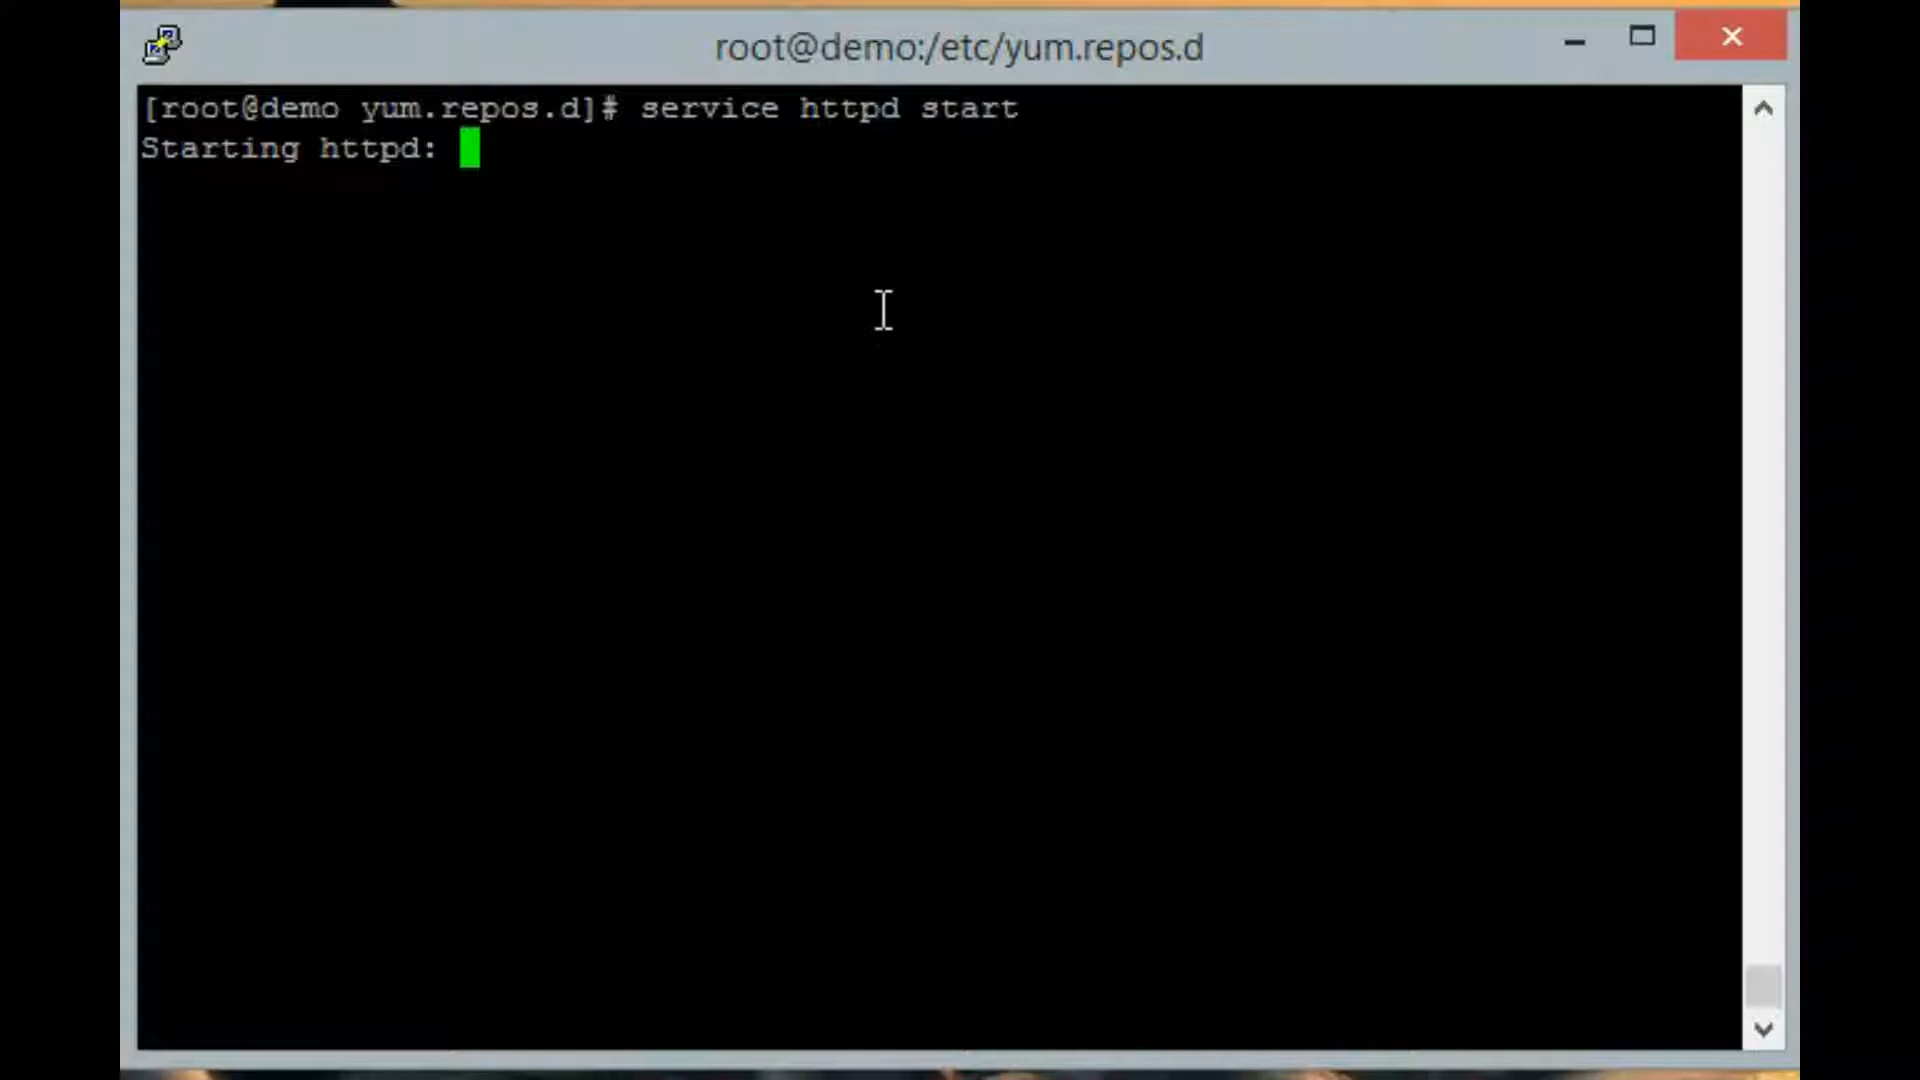 root@demo:/etc/yum.repos.d
[root@demo yum.repos.d]# service httpd start
Starting httpd: